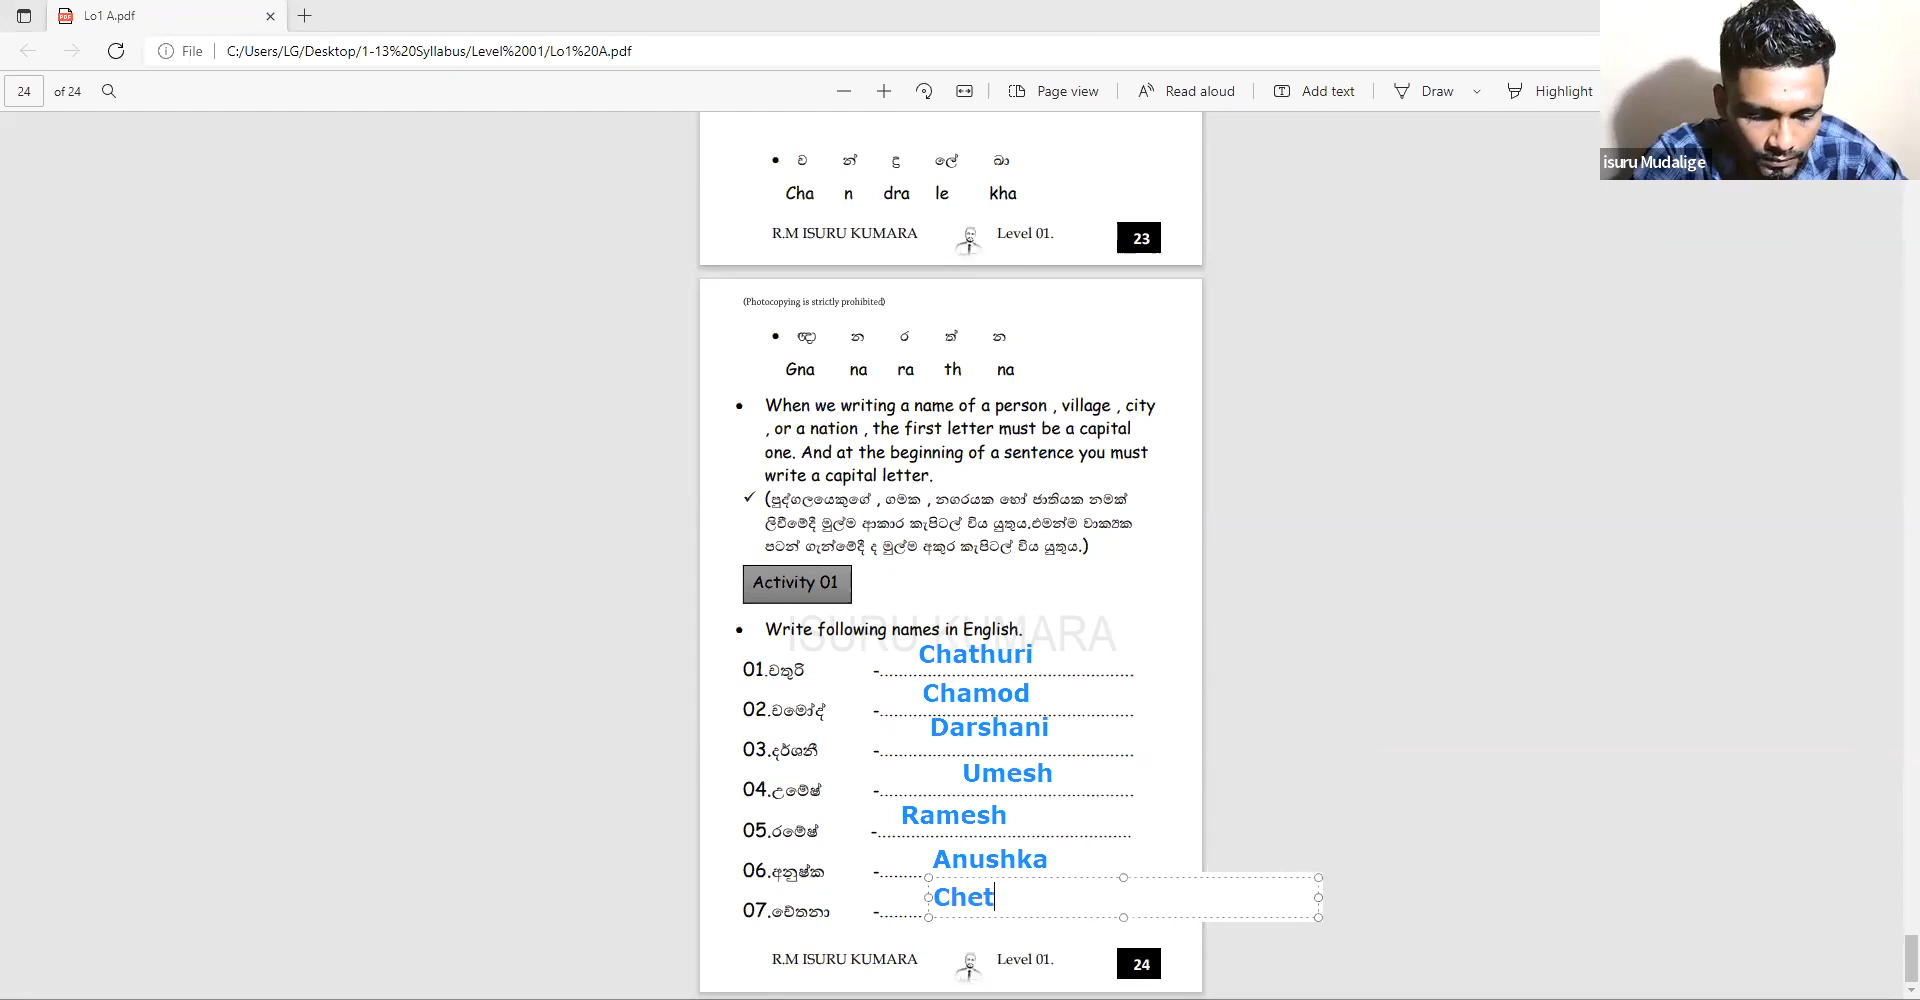 Lo1 A.pdf
File
C:/Users/LG/Desktop/1-13%20Syllabus/Level%2001/Lo1%20A.pdf
24 of 24
Page view
Read aloud
Add text
Draw
Highlight
isuru Mudalige
• ච න් ද්‍ර ලේ ඛා
Cha n dra le kha
R.M ISURU KUMARA Level 01. 23
(Photocopying is strictly prohibited)
• ඥා න ර ත් න
Gna na ra th na
• When we writing a name of a person , village , city
, or a nation , the first letter must be a capital
one. And at the beginning of a sentence you must
write a capital letter.
✓ (පුද්ගලයෙකුගේ , ගමක , නගරයක හෝ ජාතියක නමක්
ලිවීමේදී මුල්ම ආකාර කැපිටල් විය යුතුය.එමන්ම වාක්‍යක
පටන් ගැන්මේදී ද මුල්ම අකුර කැපිටල් විය යුතුය.)
Activity 01
ISURU KUMARA
• Write following names in English.
01.චතුරි -.................... Chathuri
02.චමෝද් -.................... Chamod
03.දර්ශනී -.................... Darshani
04.උමේෂ් -.................... Umesh
05.රමේෂ් -.................... Ramesh
06.අනුෂ්ක -........ Anushka
07.චේතනා -........ Chet
R.M ISURU KUMARA Level 01. 24